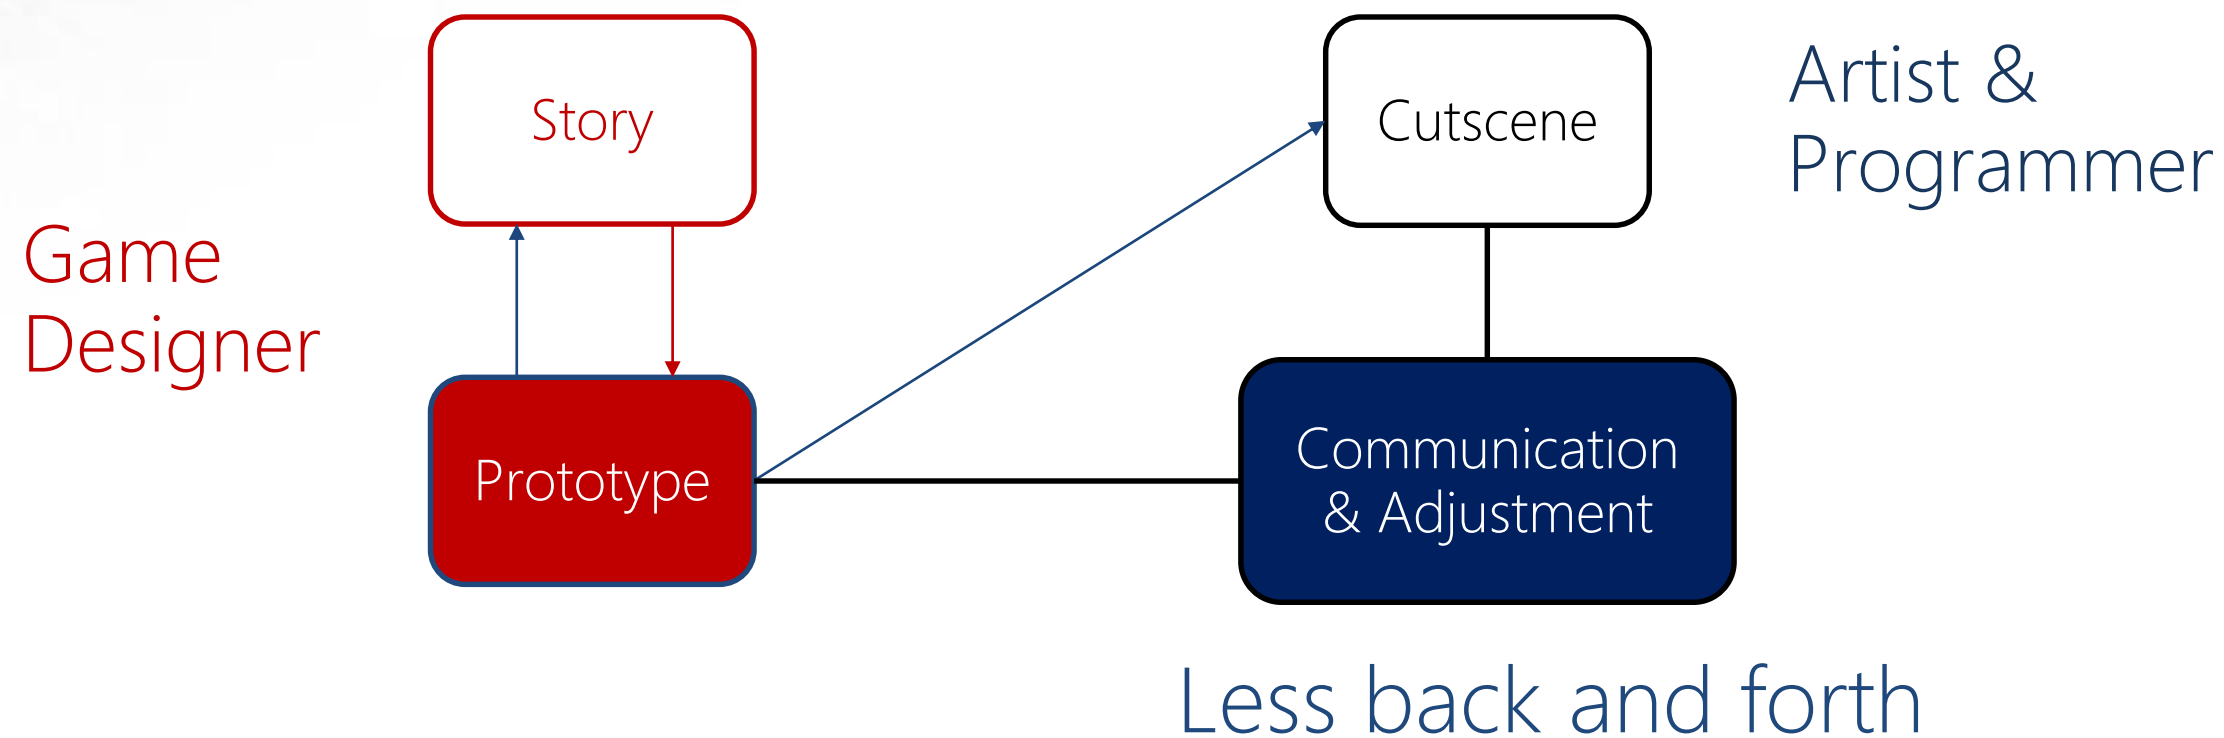 Game
Designer
Story
Prototype
Cutscene
Communication
& Adjustment
Artist &
Programmer
Less back and forth